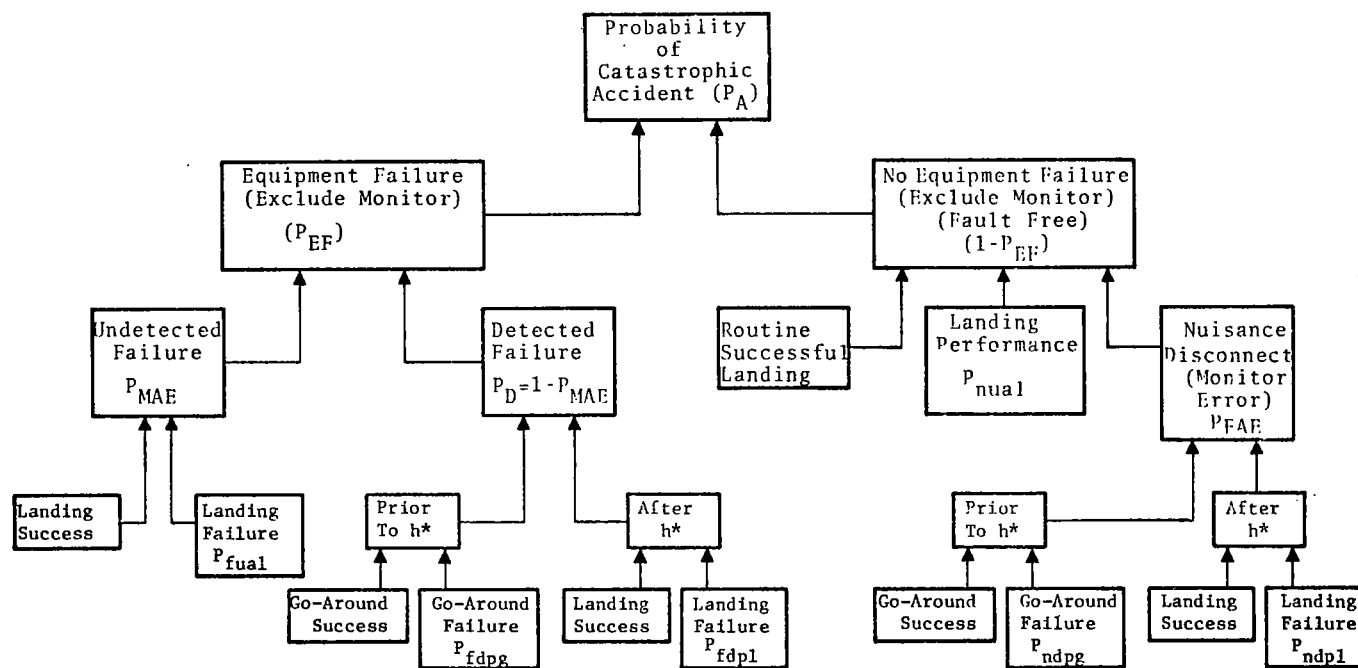 Probability
of
Catastrophic
Accident (P_A)
Equipment Failure
(Exclude Monitor)
(P_EF)
No Equipment Failure
(Exclude Monitor)
(Fault Free)
(1-P_EF)
Undetected
Failure
P_MAE
Detected
Failure
P_D=1-P_MAE
Routine
Successful
Landing
Landing
Performance
P_nual
Nuisance
Disconnect
(Monitor
Error)
P_FAE
Landing
Success
Landing
Failure
P_fual
Prior
To h*
After
h*
Prior
To h*
After
h*
Go-Around
Success
Go-Around
Failure
P_fdpg
Landing
Success
Landing
Failure
P_fdpl
Go-Around
Success
Go-Around
Failure
P_ndpg
Landing
Success
Landing
Failure
P_ndpl